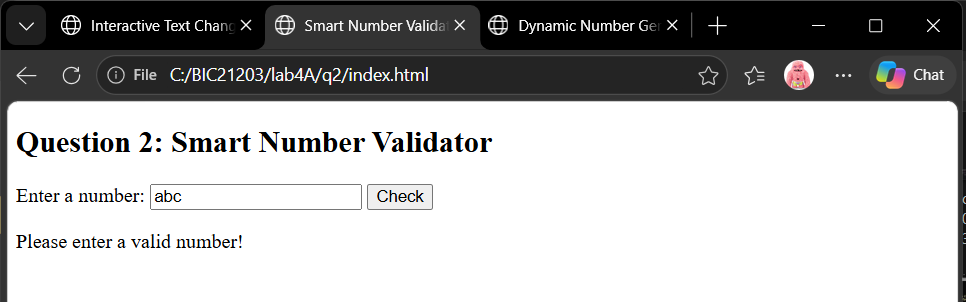 Interactive Text Chang
Smart Number Validat
Dynamic Number Ger
File C:/BIC21203/lab4A/q2/index.html
Chat
Question 2: Smart Number Validator
Enter a number: abc Check
Please enter a valid number!